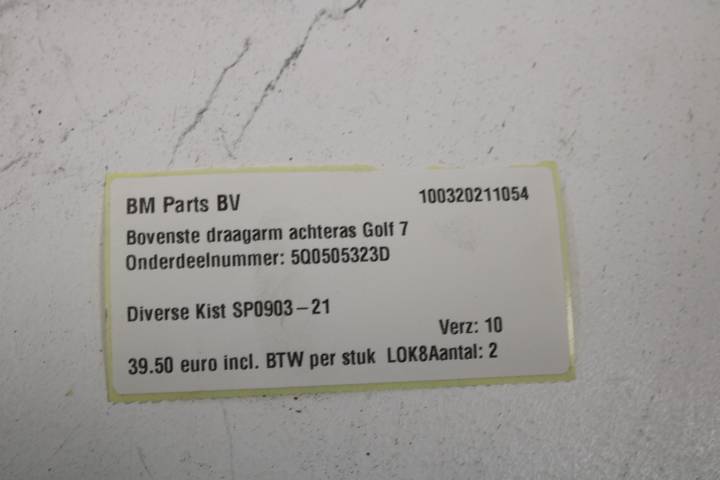 BM Parts BV 100320211054
Bovenste draagarm achteras Golf 7
Onderdeelnummer: 5Q0505323D
Diverse Kist SP0903-21
Verz: 10
39.50 euro incl. BTW per stuk LOK8Aantal: 2